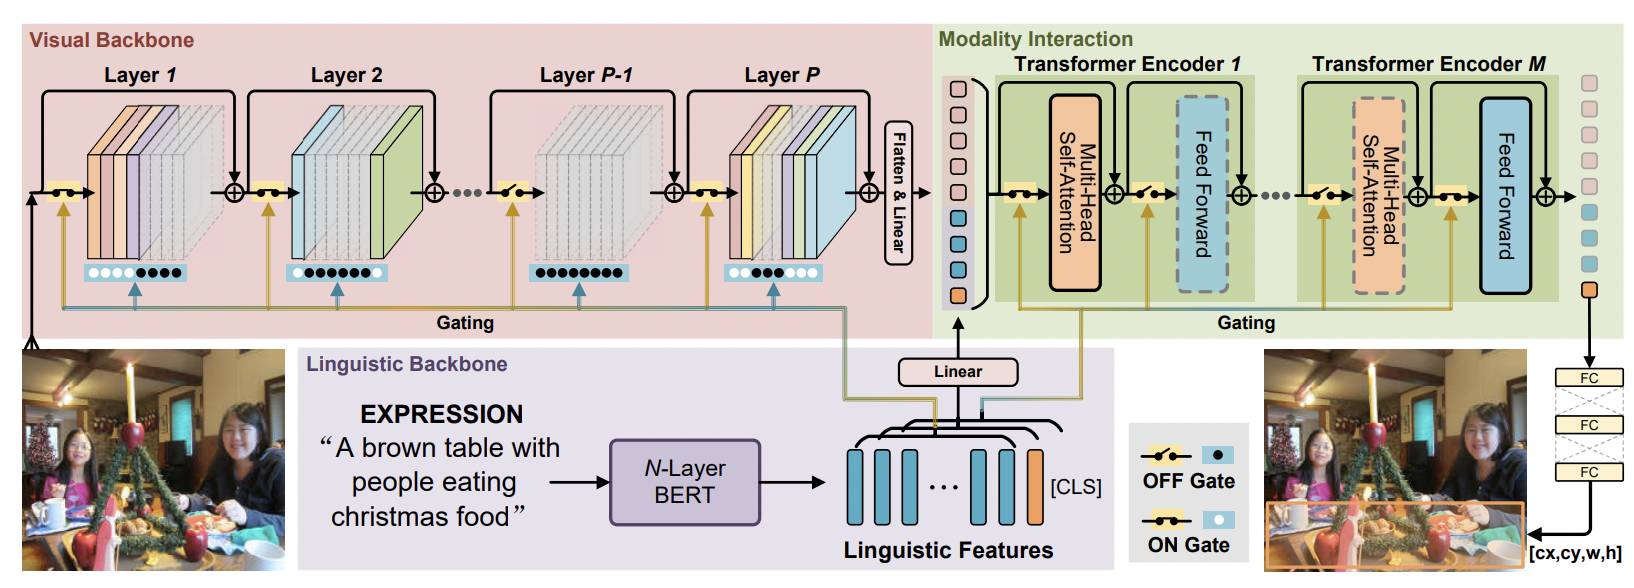 Visual Backbone
Layer 1
Layer 2
Layer P-1
Layer P
Flatten & Linear
Gating
Modality Interaction
Transformer Encoder 1
Transformer Encoder M
Multi-Head
Self-Attention
Feed Forward
Multi-Head
Self-Attention
Feed Forward
Gating
Linguistic Backbone
EXPRESSION
“A brown table with
people eating
christmas food”
N-Layer
BERT
Linear
[CLS]
Linguistic Features
OFF Gate
ON Gate
FC
FC
FC
[cx,cy,w,h]